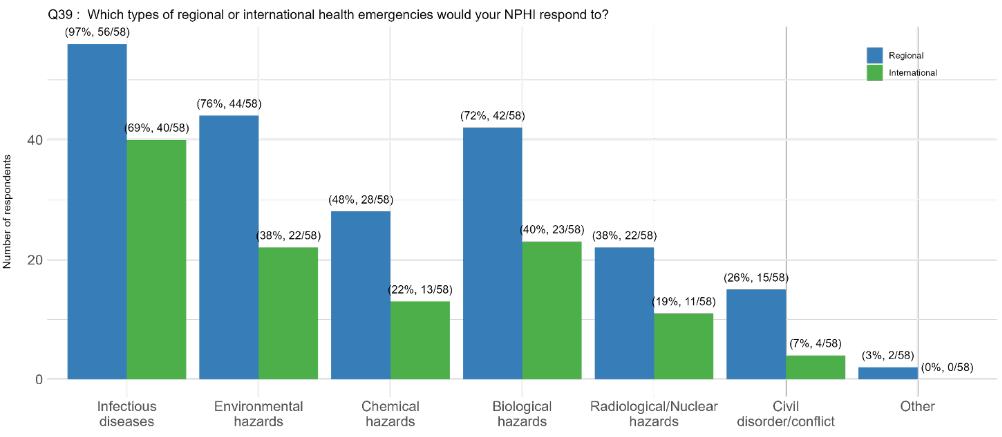 Q39 : Which types of regional or international health emergencies would your NPHI respond to?
(97%, 56/58)
Regional
International
(76%, 44/58)
(72%, 42/58)
(69%, 40/58)
40
(48%, 28/58)
(38%, 22/58)
(40%, 23/58)
(38%, 22/58)
Number of respondents
20
(22%, 13/58)
(19%, 11/58)
(26%, 15/58)
(7%, 4/58)
(3%, 2/58)
(0%, 0/58)
0
Infectious
diseases
Environmental
hazards
Chemical
hazards
Biological
hazards
Radiological/Nuclear
hazards
Civil
disorder/conflict
Other